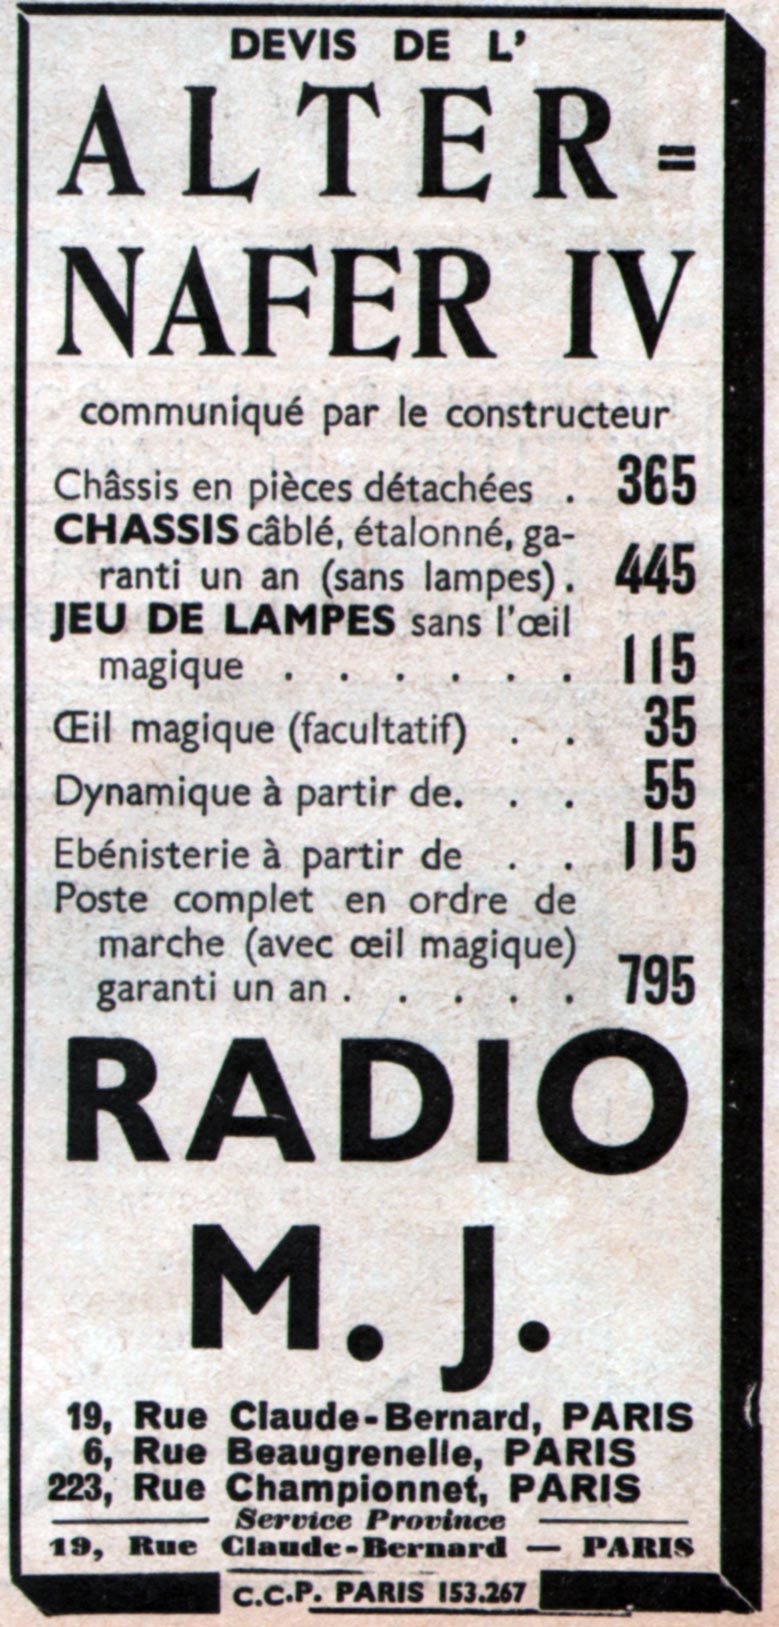 DEVIS DE L'
ALTER=
NAFER IV
communiqué par le constructeur
Châssis en pièces détachées . 365
CHASSIS câblé, étalonné, ga-
ranti un an (sans lampes) . 445
JEU DE LAMPES sans l'œil
magique . . . . . . 115
Œil magique (facultatif) . . 35
Dynamique à partir de. . . 55
Ebénisterie à partir de . . 115
Poste complet en ordre de
marche (avec œil magique)
garanti un an . . . . . 795
RADIO
M. J.
19, Rue Claude-Bernard, PARIS
6, Rue Beaugrenelle, PARIS
223, Rue Championnet, PARIS
Service Province
19, Rue Claude-Bernard — PARIS
C.C.P. PARIS 153.267